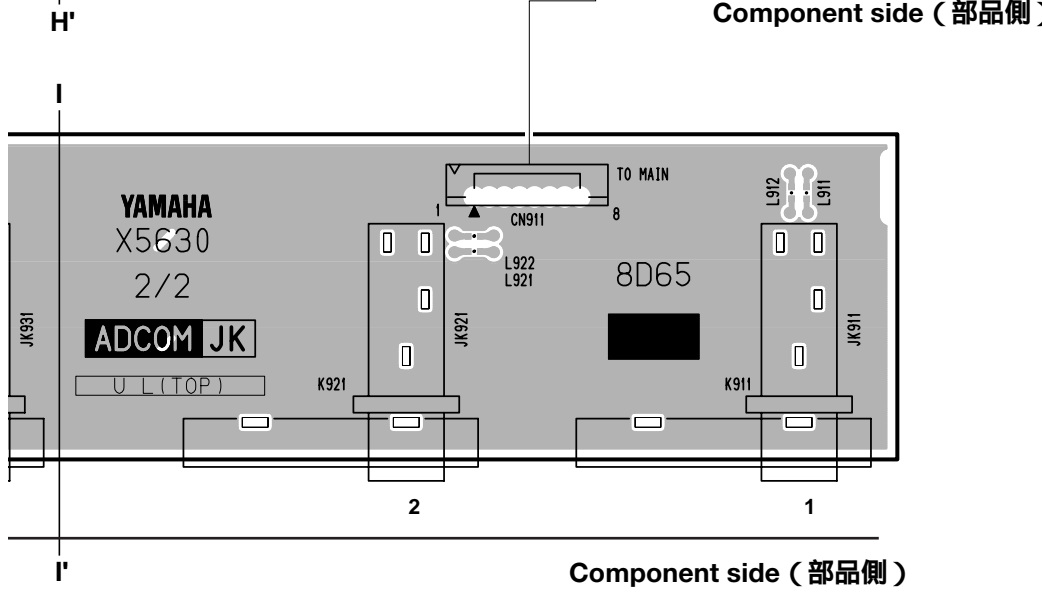 H'
Component side（部品側）
I
TO MAIN
1
8
CN911
L912
L911
YAMAHA
X5630
2/2
ADCOM JK
U L(TOP)
L922
L921
8D65
JK931
JK921
JK911
K921
K911
2
1
I'
Component side（部品側）